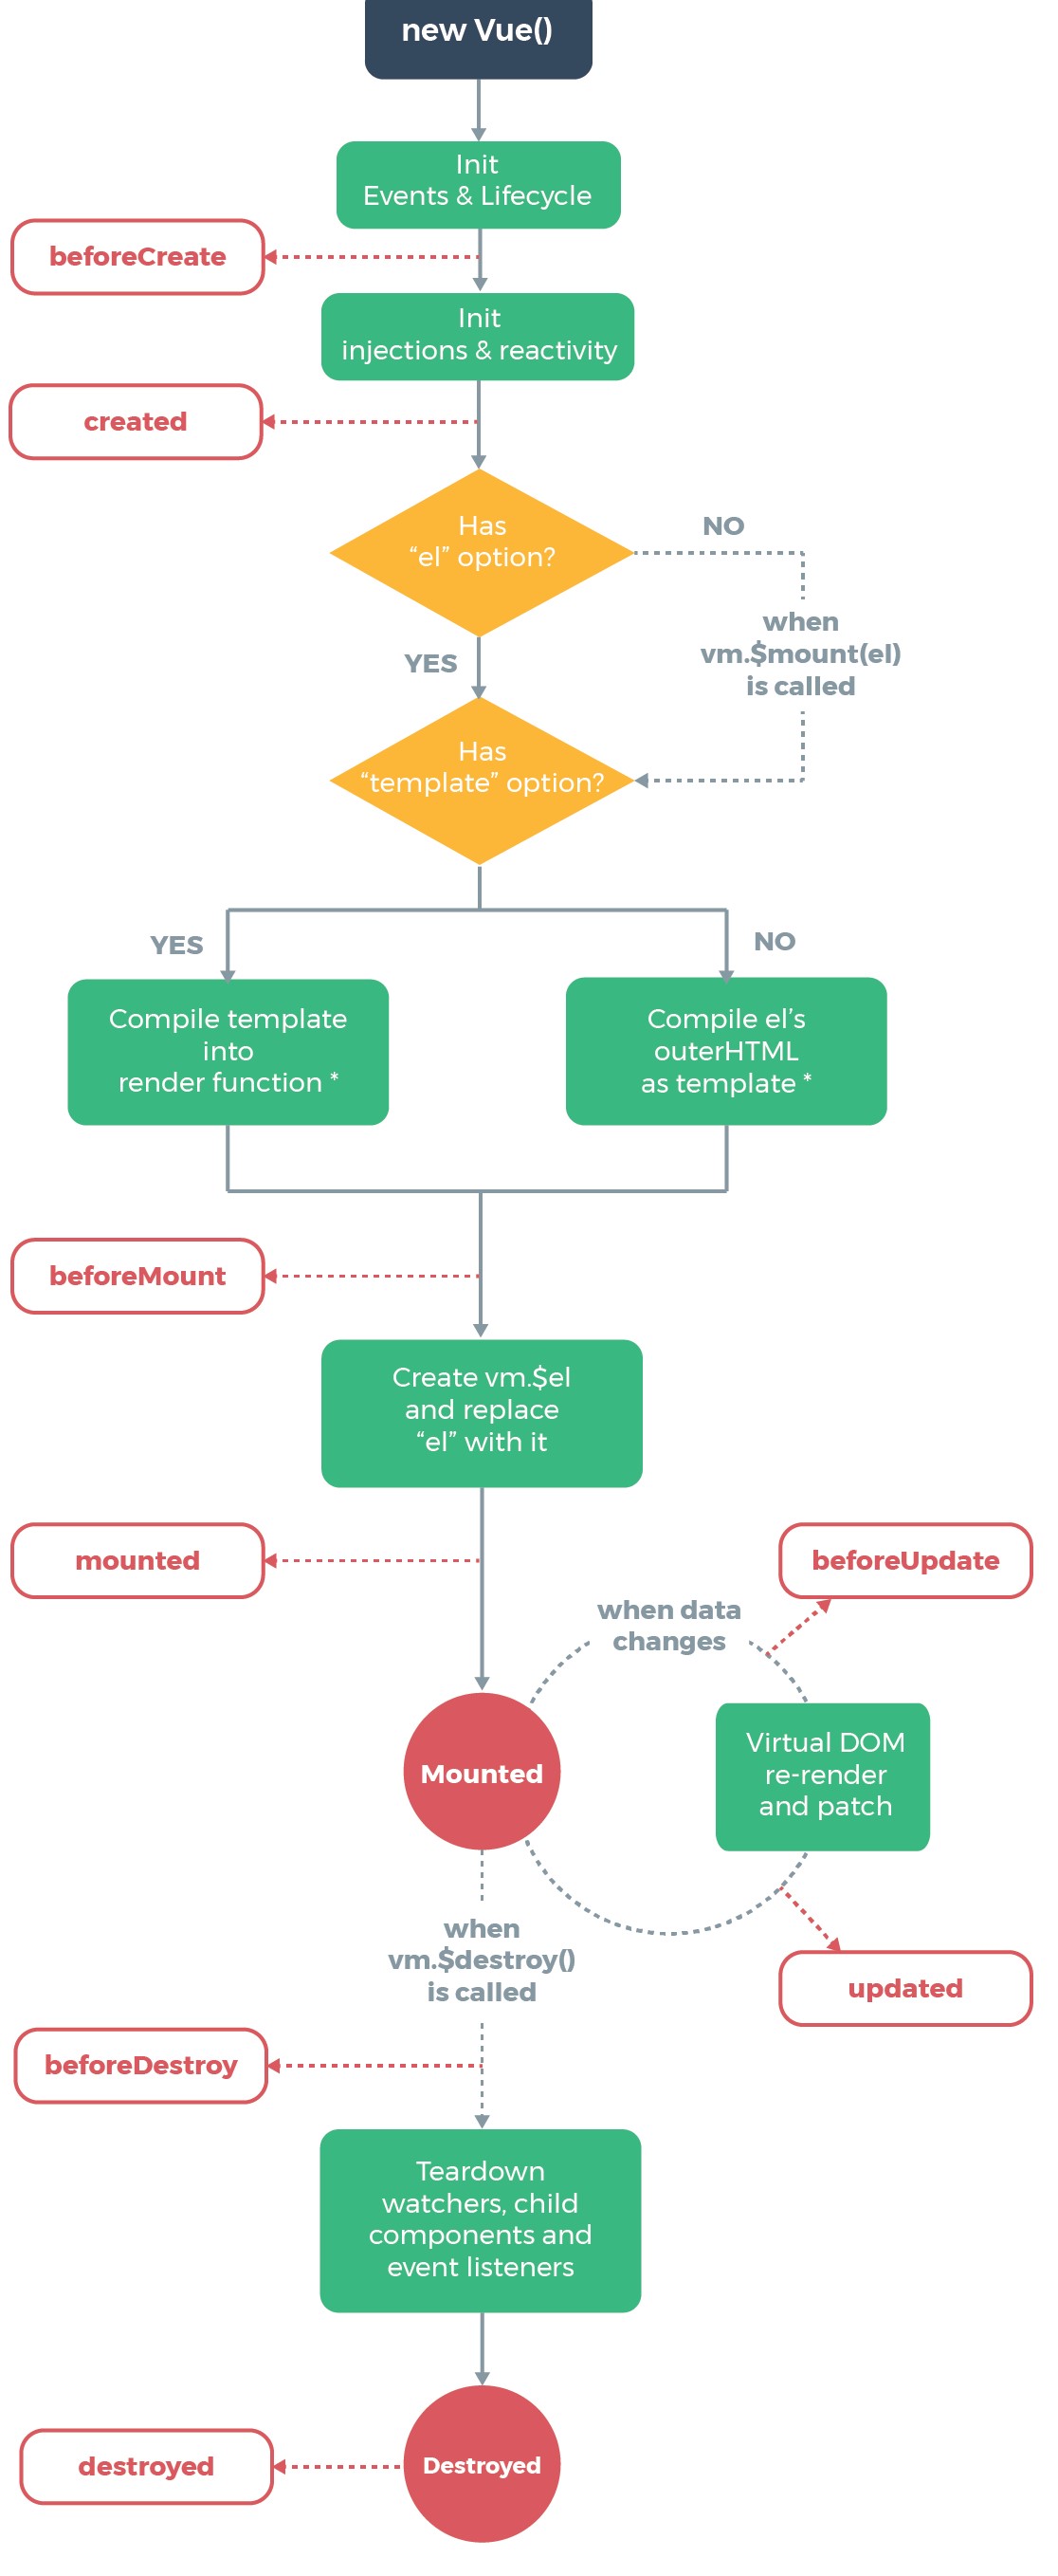 new Vue()
Init
Events & Lifecycle
beforeCreate
Init
injections & reactivity
created
Has
“el” option?
NO
when
vm.$mount(el)
is called
YES
Has
“template” option?
YES
NO
Compile template
into
render function *
Compile el’s
outerHTML
as template *
beforeMount
Create vm.$el
and replace
“el” with it
mounted
beforeUpdate
when data
changes
Mounted
Virtual DOM
re-render
and patch
when
vm.$destroy()
is called
updated
beforeDestroy
Teardown
watchers, child
components and
event listeners
destroyed
Destroyed